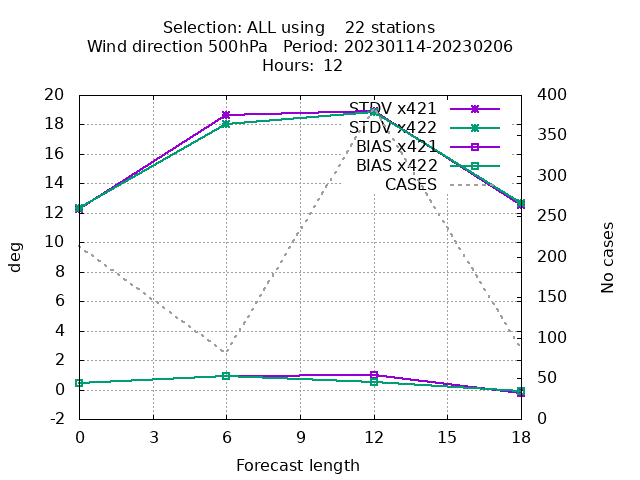 Selection: ALL using    22 stations
Wind direction 500hPa   Period: 20230114-20230206
Hours:  12
STDV x421
STDV x422
BIAS x421
BIAS x422
CASES
deg
20
18
16
14
12
10
8
6
4
2
0
-2
400
350
300
250
200
150
100
50
0
No cases
0 3 6 9 12 15 18
Forecast length